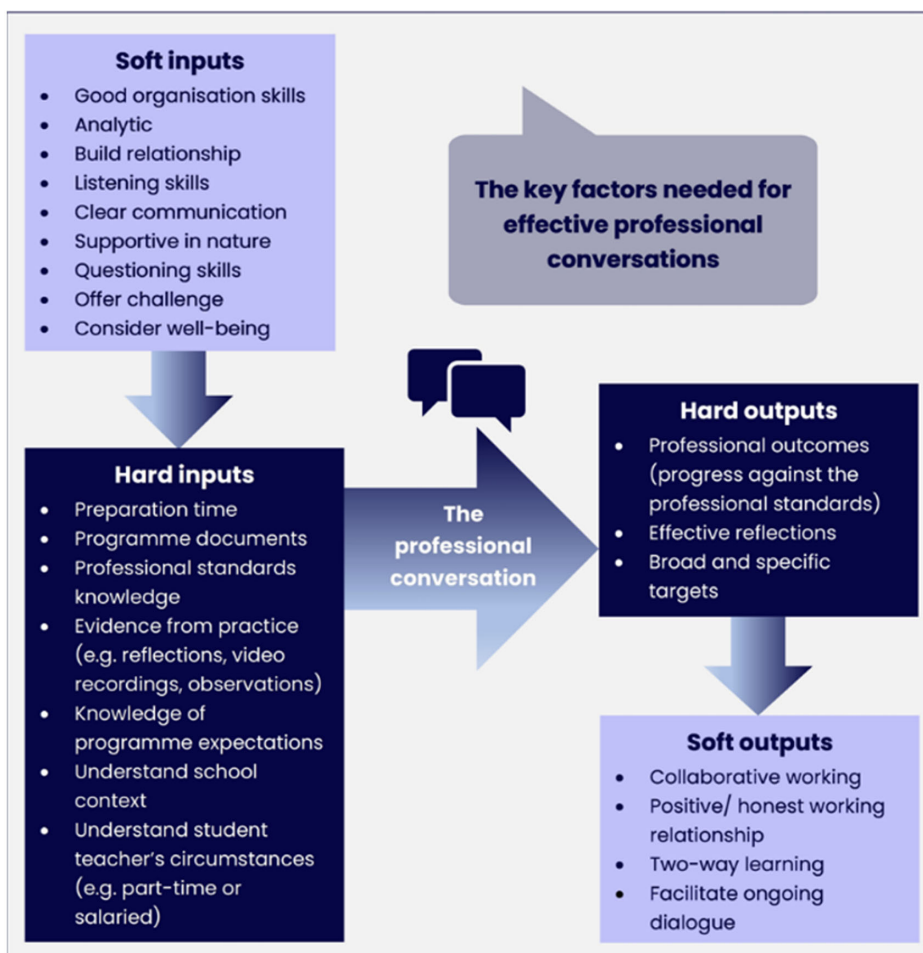 Soft inputs
• Good organisation skills
• Analytic
• Build relationship
• Listening skills
• Clear communication
• Supportive in nature
• Questioning skills
• Offer challenge
• Consider well-being
The key factors needed for
effective professional
conversations
Hard inputs
• Preparation time
• Programme documents
• Professional standards
knowledge
• Evidence from practice
(e.g. reflections, video
recordings, observations)
• Knowledge of
programme expectations
• Understand school
context
• Understand student
teacher's circumstances
(e.g. part-time or
salaried)
The
professional
conversation
Hard outputs
• Professional outcomes
(progress against the
professional standards)
• Effective reflections
• Broad and specific
targets
Soft outputs
• Collaborative working
• Positive/ honest working
relationship
• Two-way learning
• Facilitate ongoing
dialogue